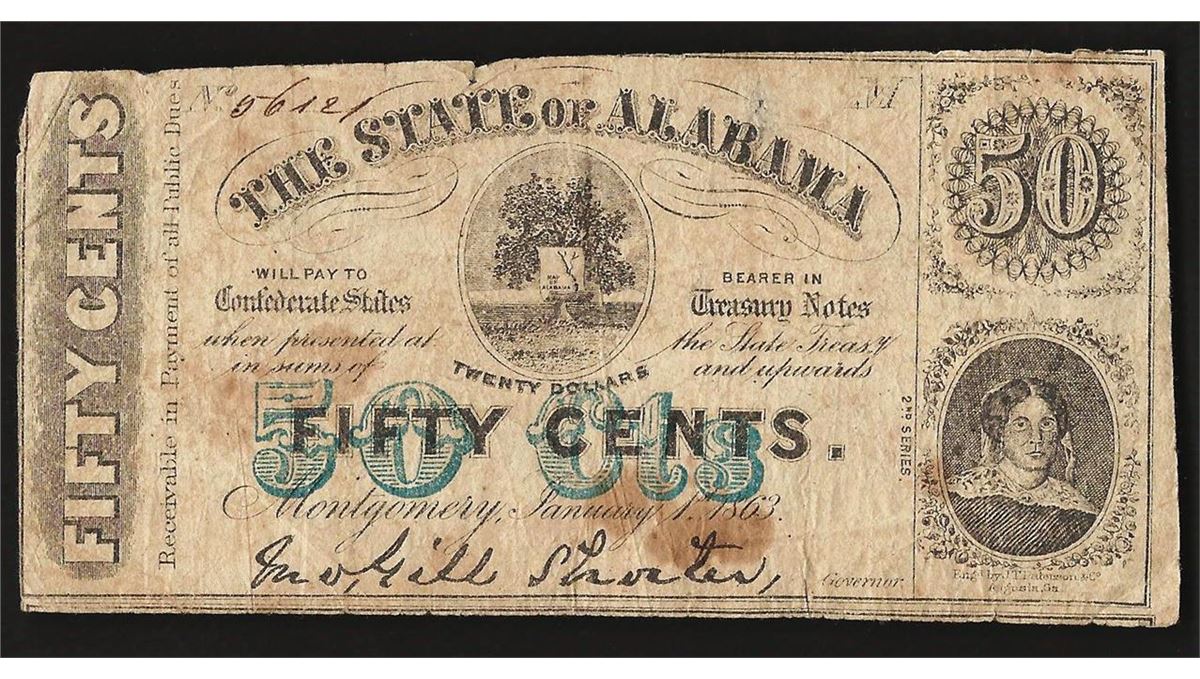 FIFTY CENTS
Receivable in Payment of all Public Dues
No 56121
THE STATE OF ALABAMA
50
MAP
OF
ALABAMA
WILL PAY TO
BEARER IN
Confederate States
Treasury Notes
when presented at
the State Treasy
in sums of
TWENTY DOLLARS
and upwards
50 Cts
FIFTY CENTS.
2ND SERIES.
Montgomery, January 1. 1863.
Jno, Gill Shorter,
Governor
Engd by J.T. Paterson & Co
Augusta, Ga